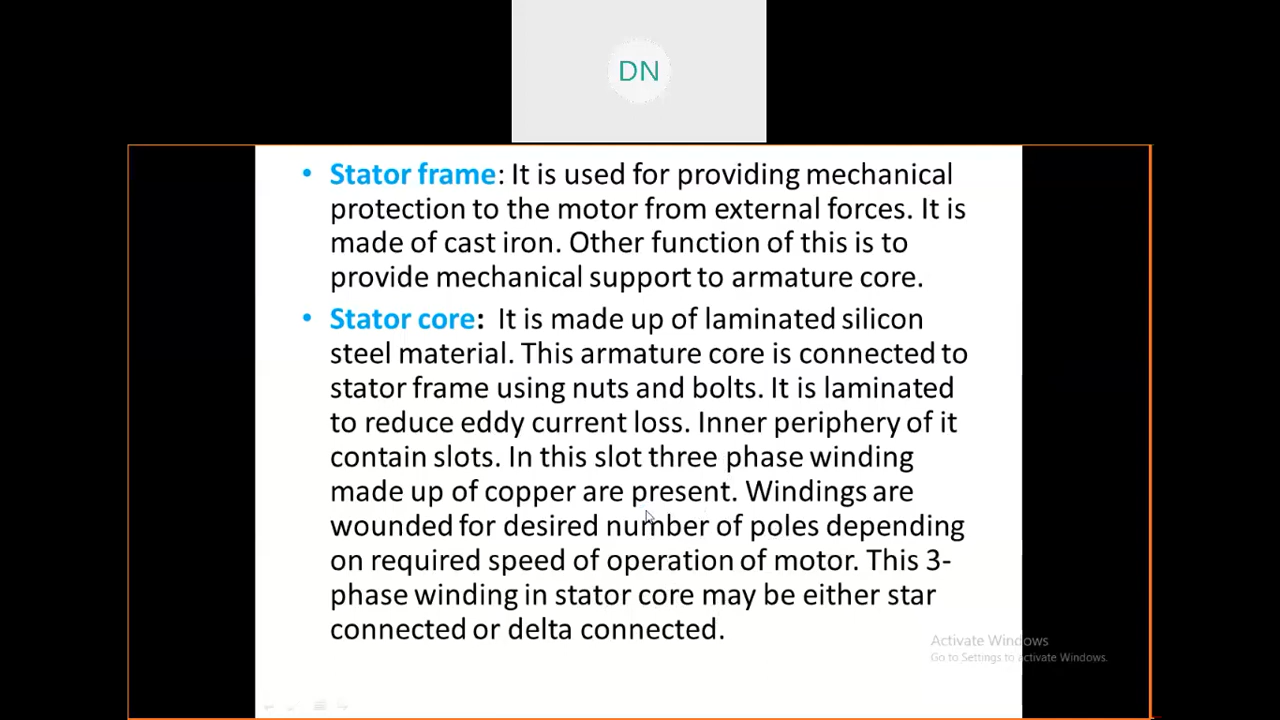 DN
• Stator frame: It is used for providing mechanical
protection to the motor from external forces. It is
made of cast iron. Other function of this is to
provide mechanical support to armature core.
• Stator core: It is made up of laminated silicon
steel material. This armature core is connected to
stator frame using nuts and bolts. It is laminated
to reduce eddy current loss. Inner periphery of it
contain slots. In this slot three phase winding
made up of copper are present. Windings are
wounded for desired number of poles depending
on required speed of operation of motor. This 3-
phase winding in stator core may be either star
connected or delta connected.
Activate Windows
Go to Settings to activate Windows.